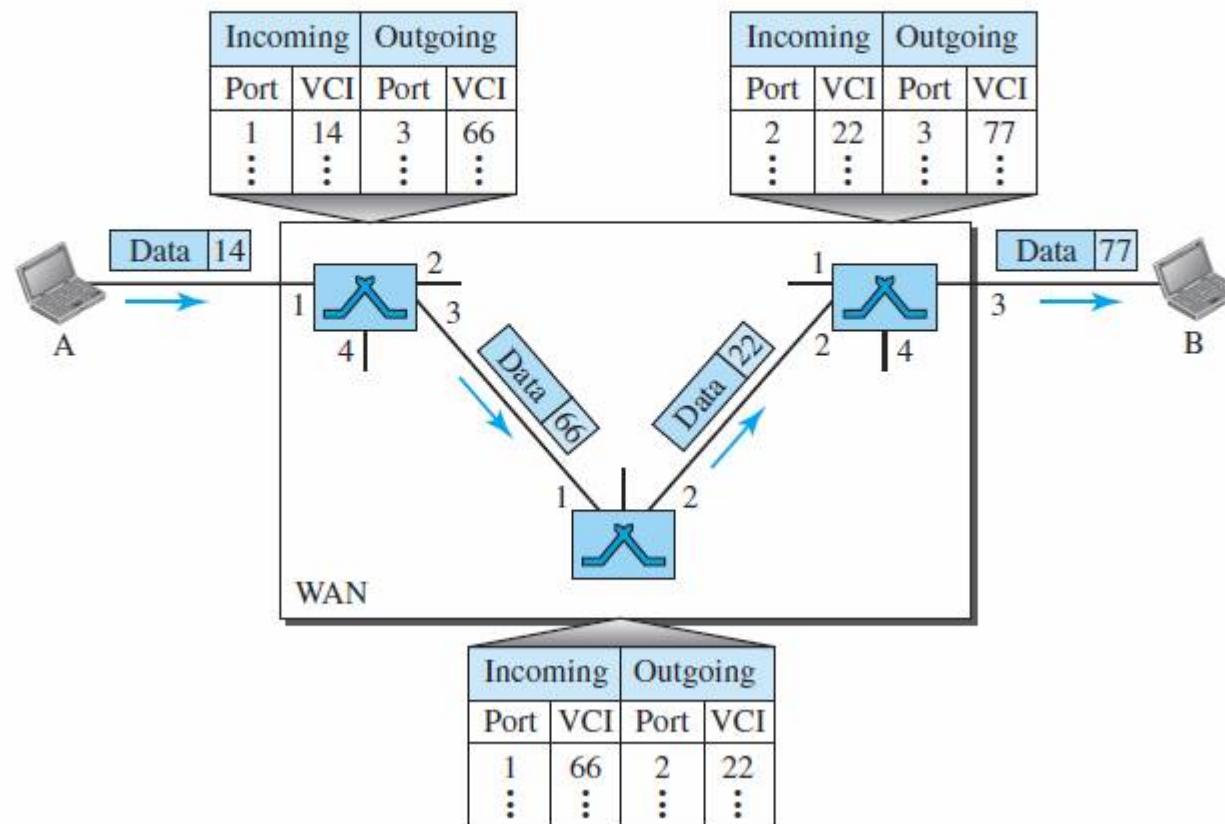 Incoming Outgoing
Port VCI Port VCI
1 14 3 66
⋮ ⋮ ⋮ ⋮
Incoming Outgoing
Port VCI Port VCI
2 22 3 77
⋮ ⋮ ⋮ ⋮
Data 14
A
1
2
3
4
Data 66
Data 22
1
2
3
4
Data 77
B
1
2
WAN
Incoming Outgoing
Port VCI Port VCI
1 66 2 22
⋮ ⋮ ⋮ ⋮